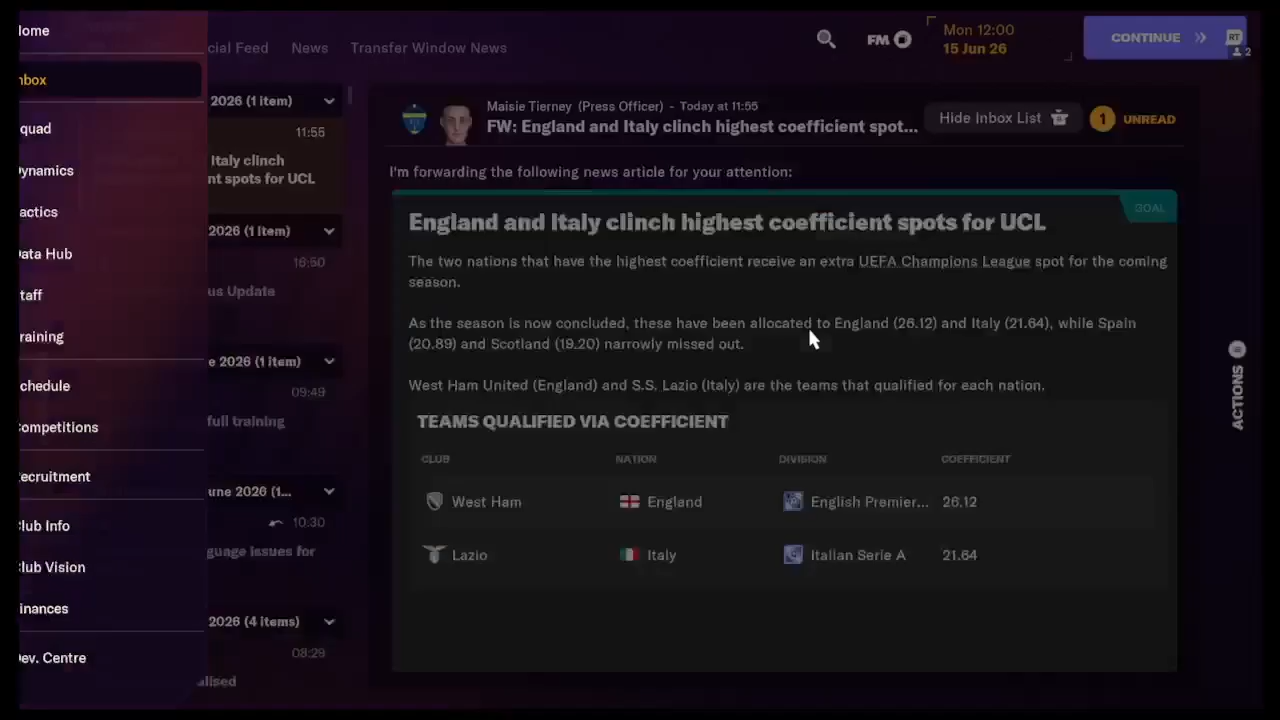 ome
nbox
quad
ynamics
actics
ata Hub
taff
raining
chedule
ompetitions
ecruitment
lub Info
lub Vision
inances
ev. Centre
cial Feed
News
Transfer Window News
FM
Mon 12:00
15 Jun 26
CONTINUE
RT
2
2026 (1 item)
11:55
Italy clinch
nt spots for UCL
2026 (1 item)
16:50
us Update
e 2026 (1 item)
09:49
full training
une 2026 (1...
10:30
guage issues for
2026 (4 items)
08:29
alised
Maisie Tierney (Press Officer) - Today at 11:55
FW: England and Italy clinch highest coefficient spot...
Hide Inbox List
1 UNREAD
I'm forwarding the following news article for your attention:
GOAL
England and Italy clinch highest coefficient spots for UCL
The two nations that have the highest coefficient receive an extra UEFA Champions League spot for the coming
season.
As the season is now concluded, these have been allocated to England (26.12) and Italy (21.64), while Spain
(20.89) and Scotland (19.20) narrowly missed out.
West Ham United (England) and S.S. Lazio (Italy) are the teams that qualified for each nation.
TEAMS QUALIFIED VIA COEFFICIENT
CLUB NATION DIVISION COEFFICIENT
West Ham England English Premier... 26.12
Lazio Italy Italian Serie A 21.64
ACTIONS